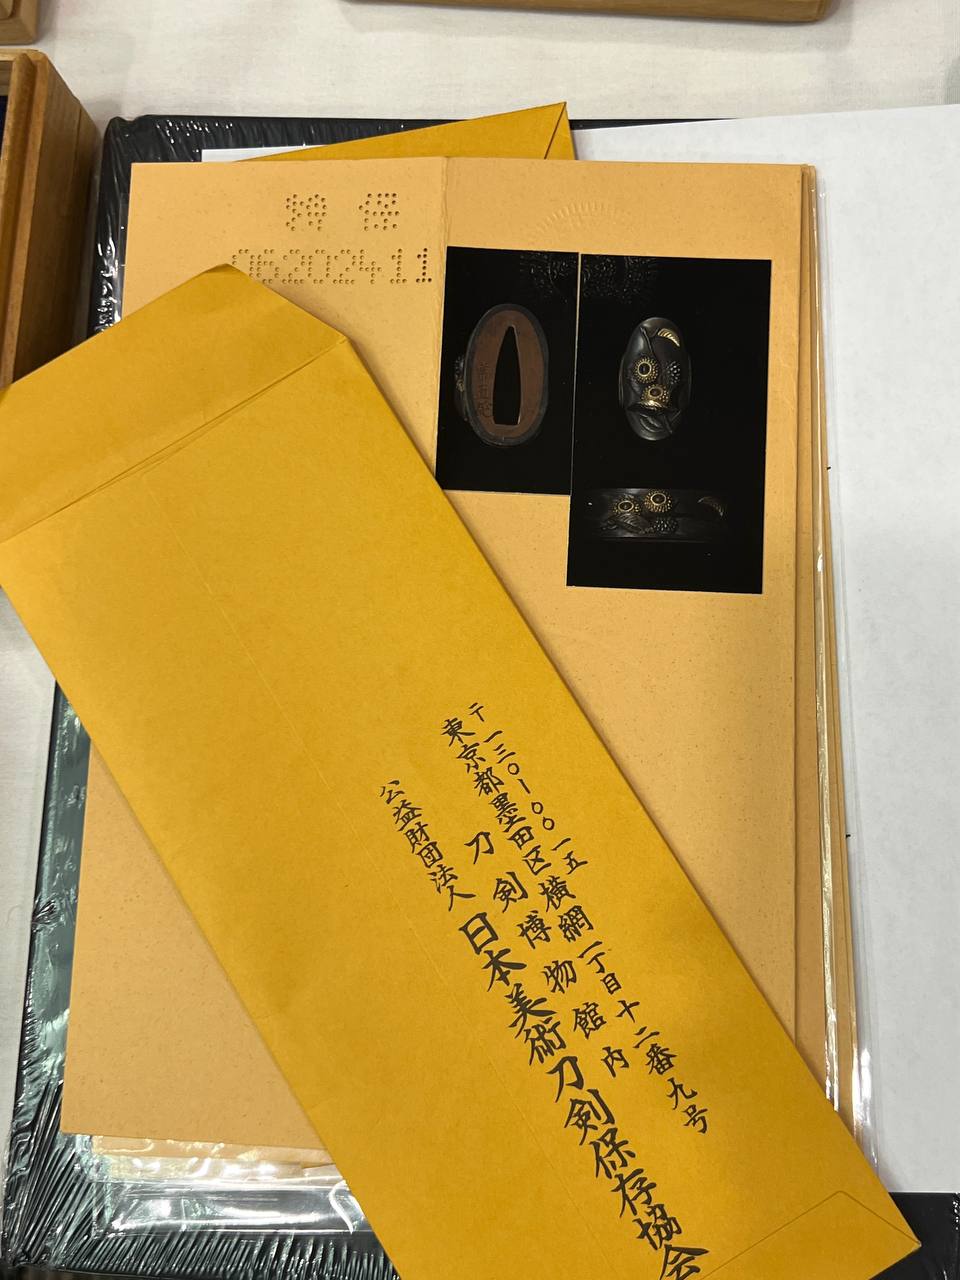 〒一三〇-〇〇一五
東京都墨田区横網一丁目十二番九号
刀剣博物館内
公益財団法人 日本美術刀剣保存協会